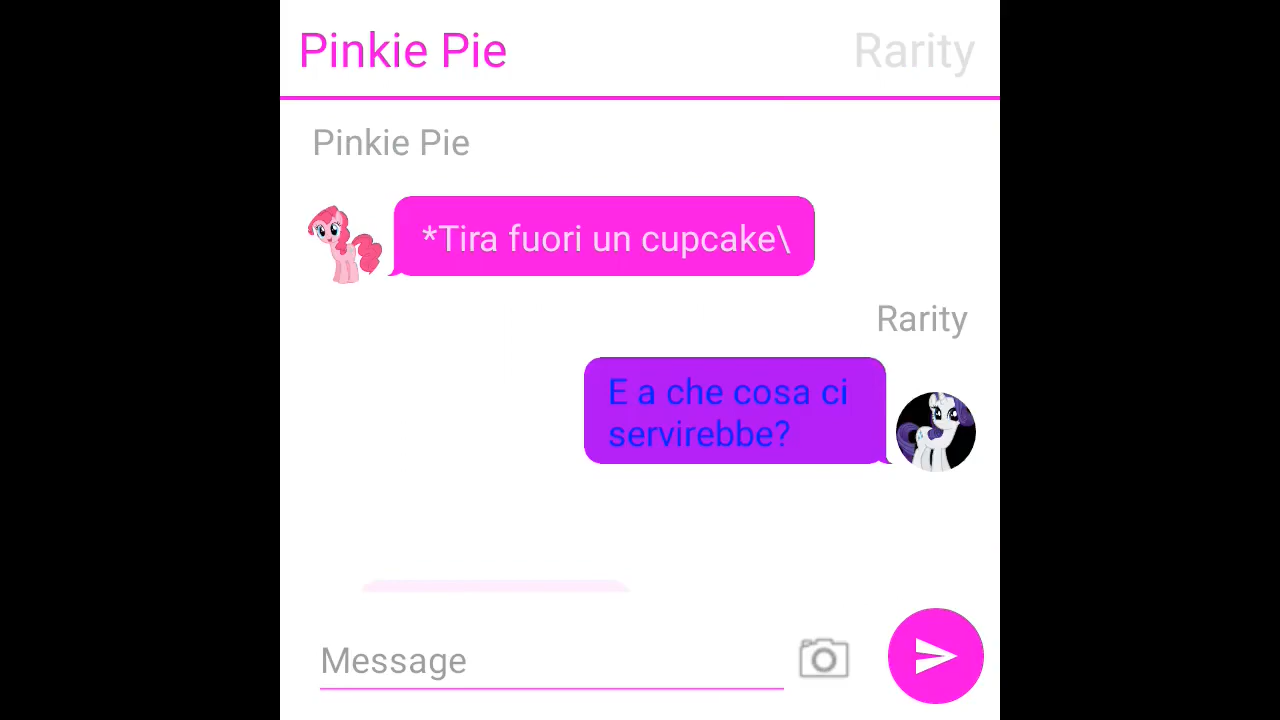 Pinkie Pie Rarity
Pinkie Pie
*Tira fuori un cupcake\
Rarity
E a che cosa ci
servirebbe?
Message